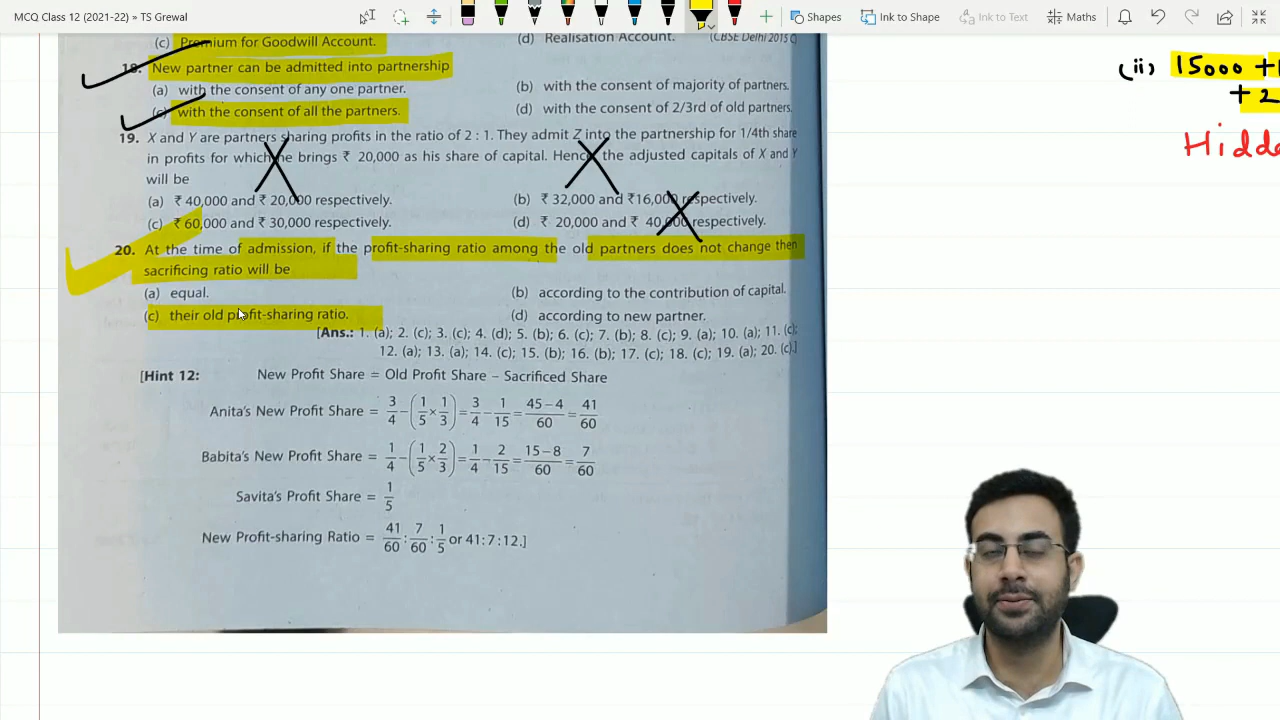 MCQ Class 12 (2021-22) » TS Grewal
Shapes
Ink to Shape
Ink to Text
Maths
(c) Premium for Goodwill Account.
(d) Realisation Account. (CBSE Delhi 2015 C)
18. New partner can be admitted into partnership
(a) with the consent of any one partner.
(b) with the consent of majority of partners.
(c) with the consent of all the partners.
(d) with the consent of 2/3rd of old partners.
19. X and Y are partners sharing profits in the ratio of 2 : 1. They admit Z into the partnership for 1/4th share
in profits for which he brings ₹ 20,000 as his share of capital. Hence, the adjusted capitals of X and Y
will be
(a) ₹ 40,000 and ₹ 20,000 respectively.
(b) ₹ 32,000 and ₹16,000 respectively.
(c) ₹ 60,000 and ₹ 30,000 respectively.
(d) ₹ 20,000 and ₹ 40,000 respectively.
20. At the time of admission, if the profit-sharing ratio among the old partners does not change then
sacrificing ratio will be
(a) equal.
(b) according to the contribution of capital.
(c) their old profit-sharing ratio.
(d) according to new partner.
[Ans.: 1. (a); 2. (c); 3. (c); 4. (d); 5. (b); 6. (c); 7. (b); 8. (c); 9. (a); 10. (a); 11. (c);
12. (a); 13. (a); 14. (c); 15. (b); 16. (b); 17. (c); 18. (c); 19. (a); 20. (c).]
[Hint 12: New Profit Share = Old Profit Share – Sacrificed Share
Anita's New Profit Share = 3/4 – (1/5 × 1/3) = 3/4 – 1/15 = 45 – 4/60 = 41/60
Babita's New Profit Share = 1/4 – (1/5 × 2/3) = 1/4 – 2/15 = 15 – 8/60 = 7/60
Savita's Profit Share = 1/5
New Profit-sharing Ratio = 41/60 : 7/60 : 1/5 or 41 : 7 : 12.]
(ii) 15000 +
+ 2
Hidde